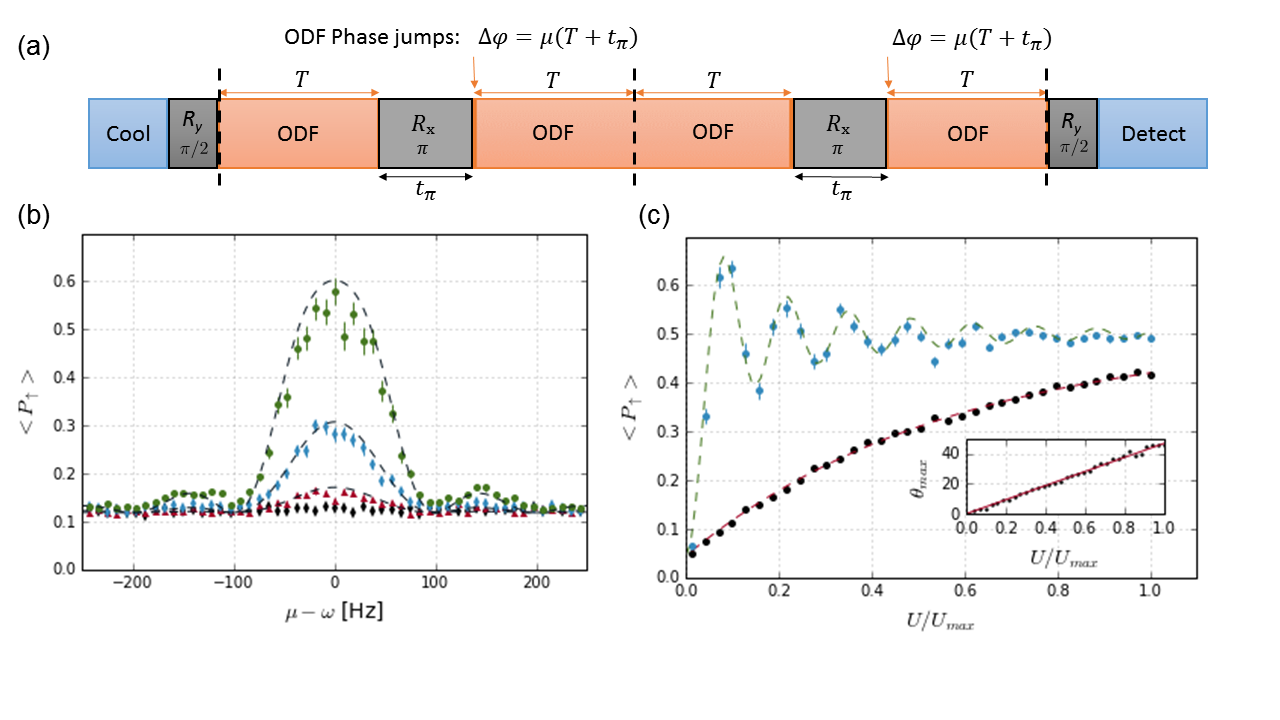 (a)
ODF Phase jumps: Δφ = μ(T + tπ) Δφ = μ(T + tπ)
T T T T
Cool Ry π/2 ODF Rx π ODF ODF Rx π ODF Ry π/2 Detect
tπ tπ
(b)
< P↑ >
0.6
0.5
0.4
0.3
0.2
0.1
0.0
−200 −100 0 100 200
μ − ω [Hz]
(c)
< P↑ >
0.6
0.5
0.4
0.3
0.2
0.1
0.0
0.0 0.2 0.4 0.6 0.8 1.0
U/Umax
θmax
40
20
0
0.0 0.2 0.4 0.6 0.8 1.0
U/Umax